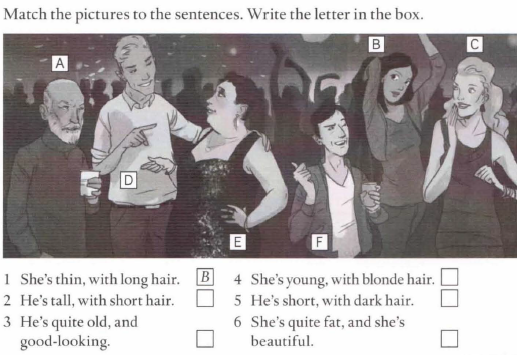 Match the pictures to the sentences. Write the letter in the box.
A
B
C
D
E
F
1 She's thin, with long hair. B
2 He's tall, with short hair.
3 He's quite old, and
good-looking.
4 She's young, with blonde hair.
5 He's short, with dark hair.
6 She's quite fat, and she's
beautiful.